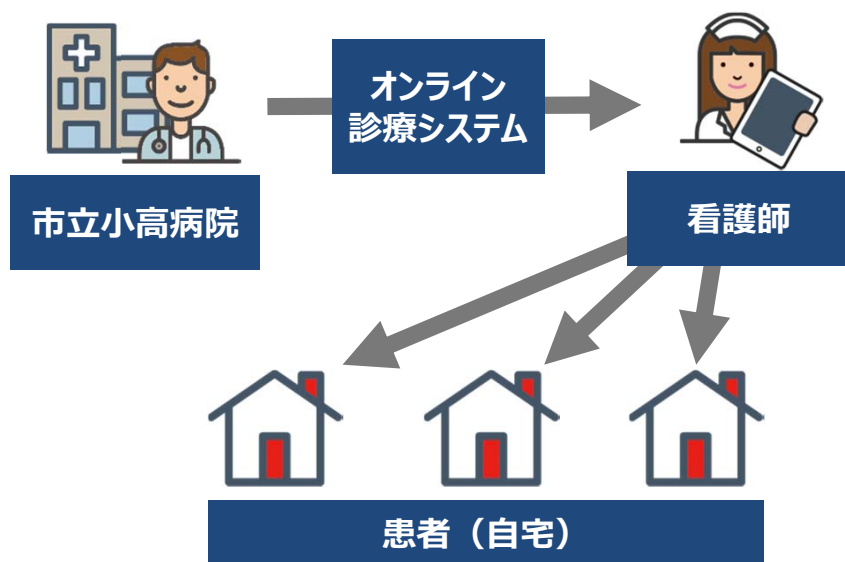 オンライン
診療システム
市立小高病院
看護師
患者（自宅）